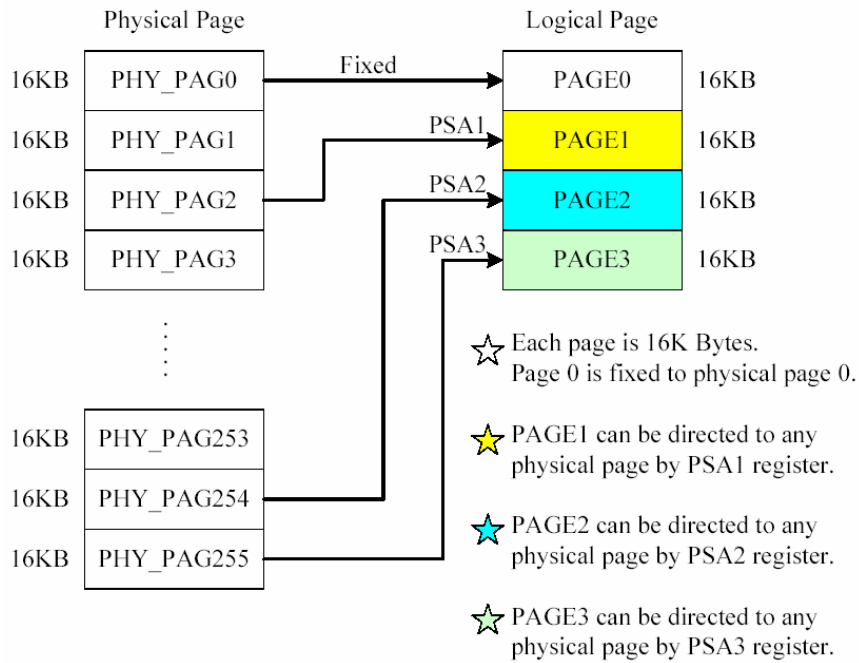 Physical Page
Logical Page
16KB PHY_PAG0 Fixed PAGE0 16KB
16KB PHY_PAG1 PSA1 PAGE1 16KB
16KB PHY_PAG2 PSA2 PAGE2 16KB
16KB PHY_PAG3 PSA3 PAGE3 16KB
16KB PHY_PAG253
16KB PHY_PAG254
16KB PHY_PAG255
Each page is 16K Bytes.
Page 0 is fixed to physical page 0.
PAGE1 can be directed to any
physical page by PSA1 register.
PAGE2 can be directed to any
physical page by PSA2 register.
PAGE3 can be directed to any
physical page by PSA3 register.